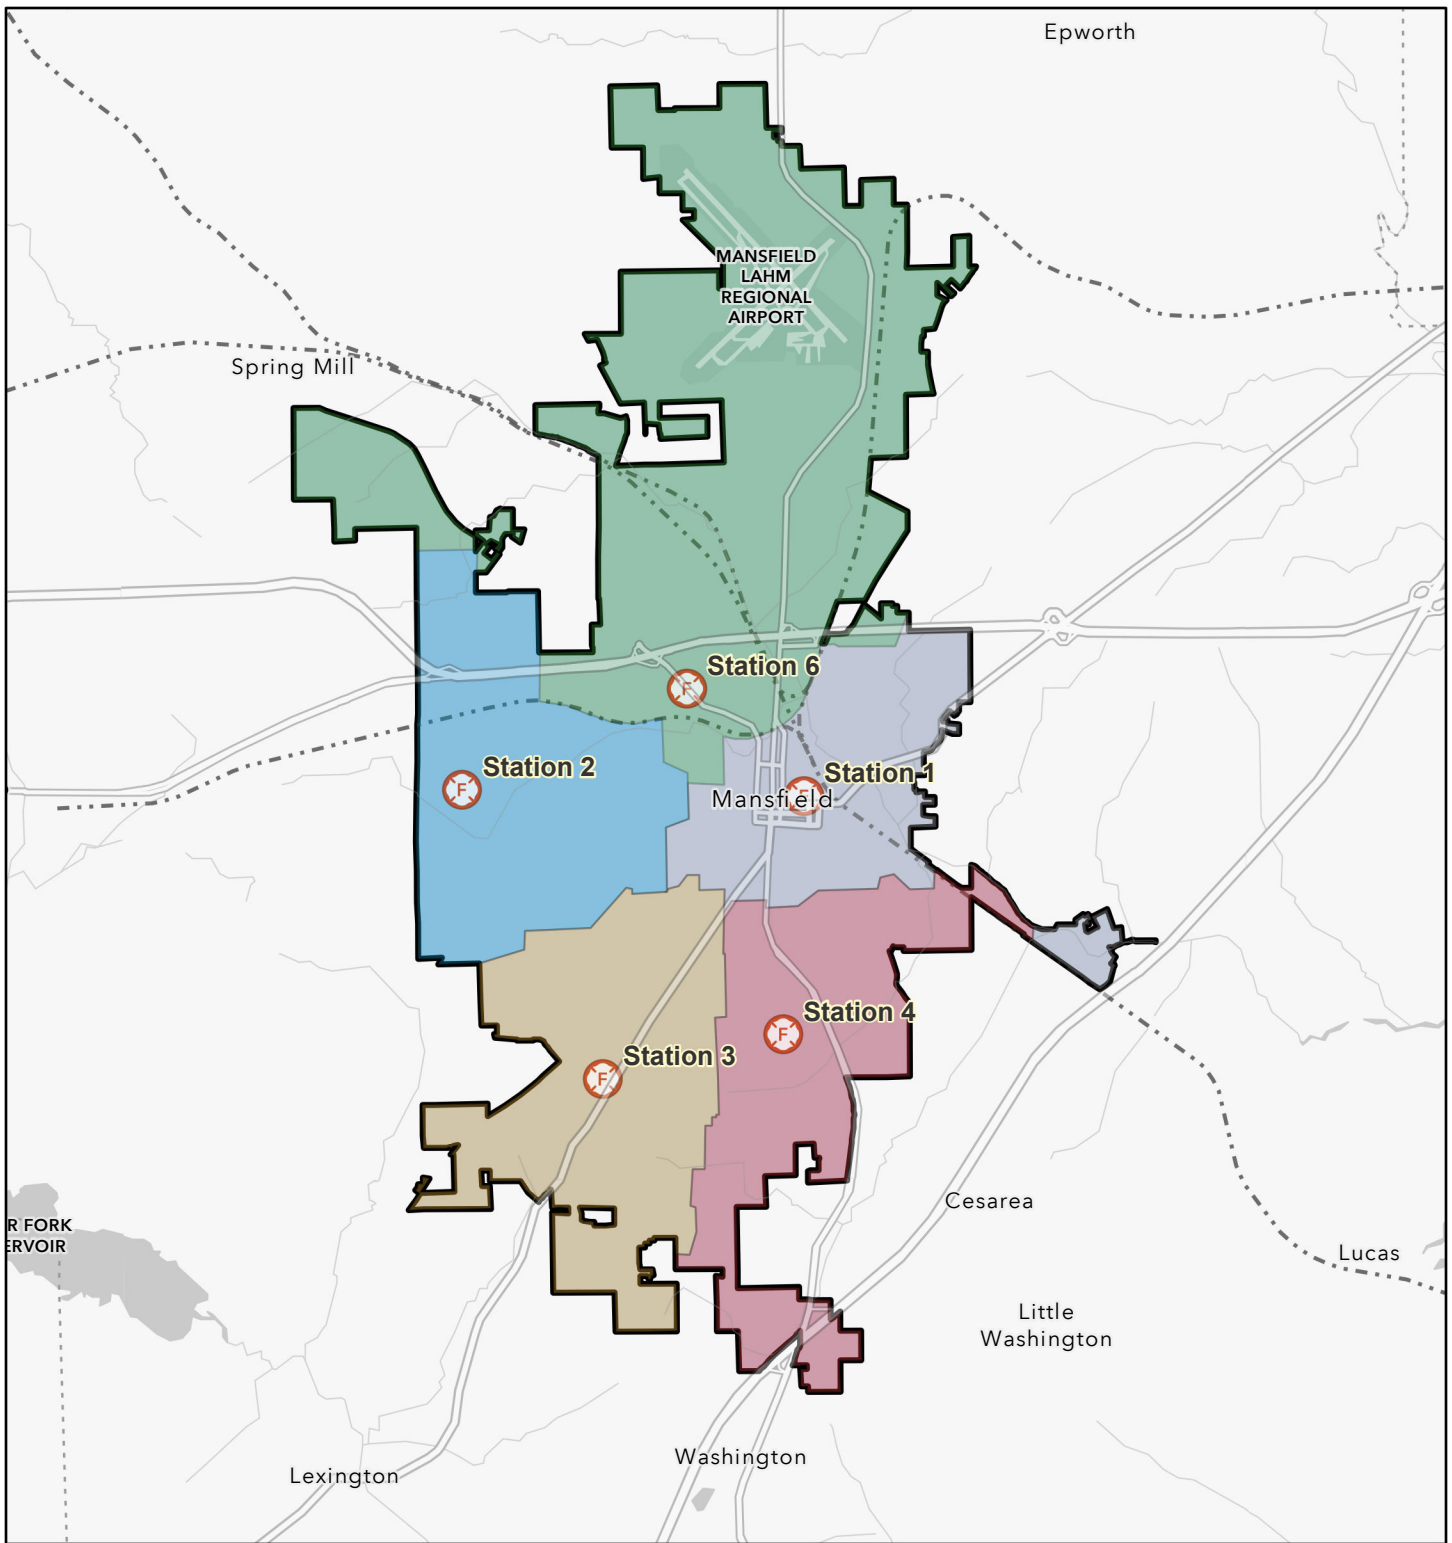 Epworth
MANSFIELD
LAHM
REGIONAL
AIRPORT
Spring Mill
Station 6
F
Station 2
F
Station 1
F
Mansfield
Station 4
F
Station 3
F
Cesarea
R FORK
ERVOIR
Lucas
Little
Washington
Washington
Lexington